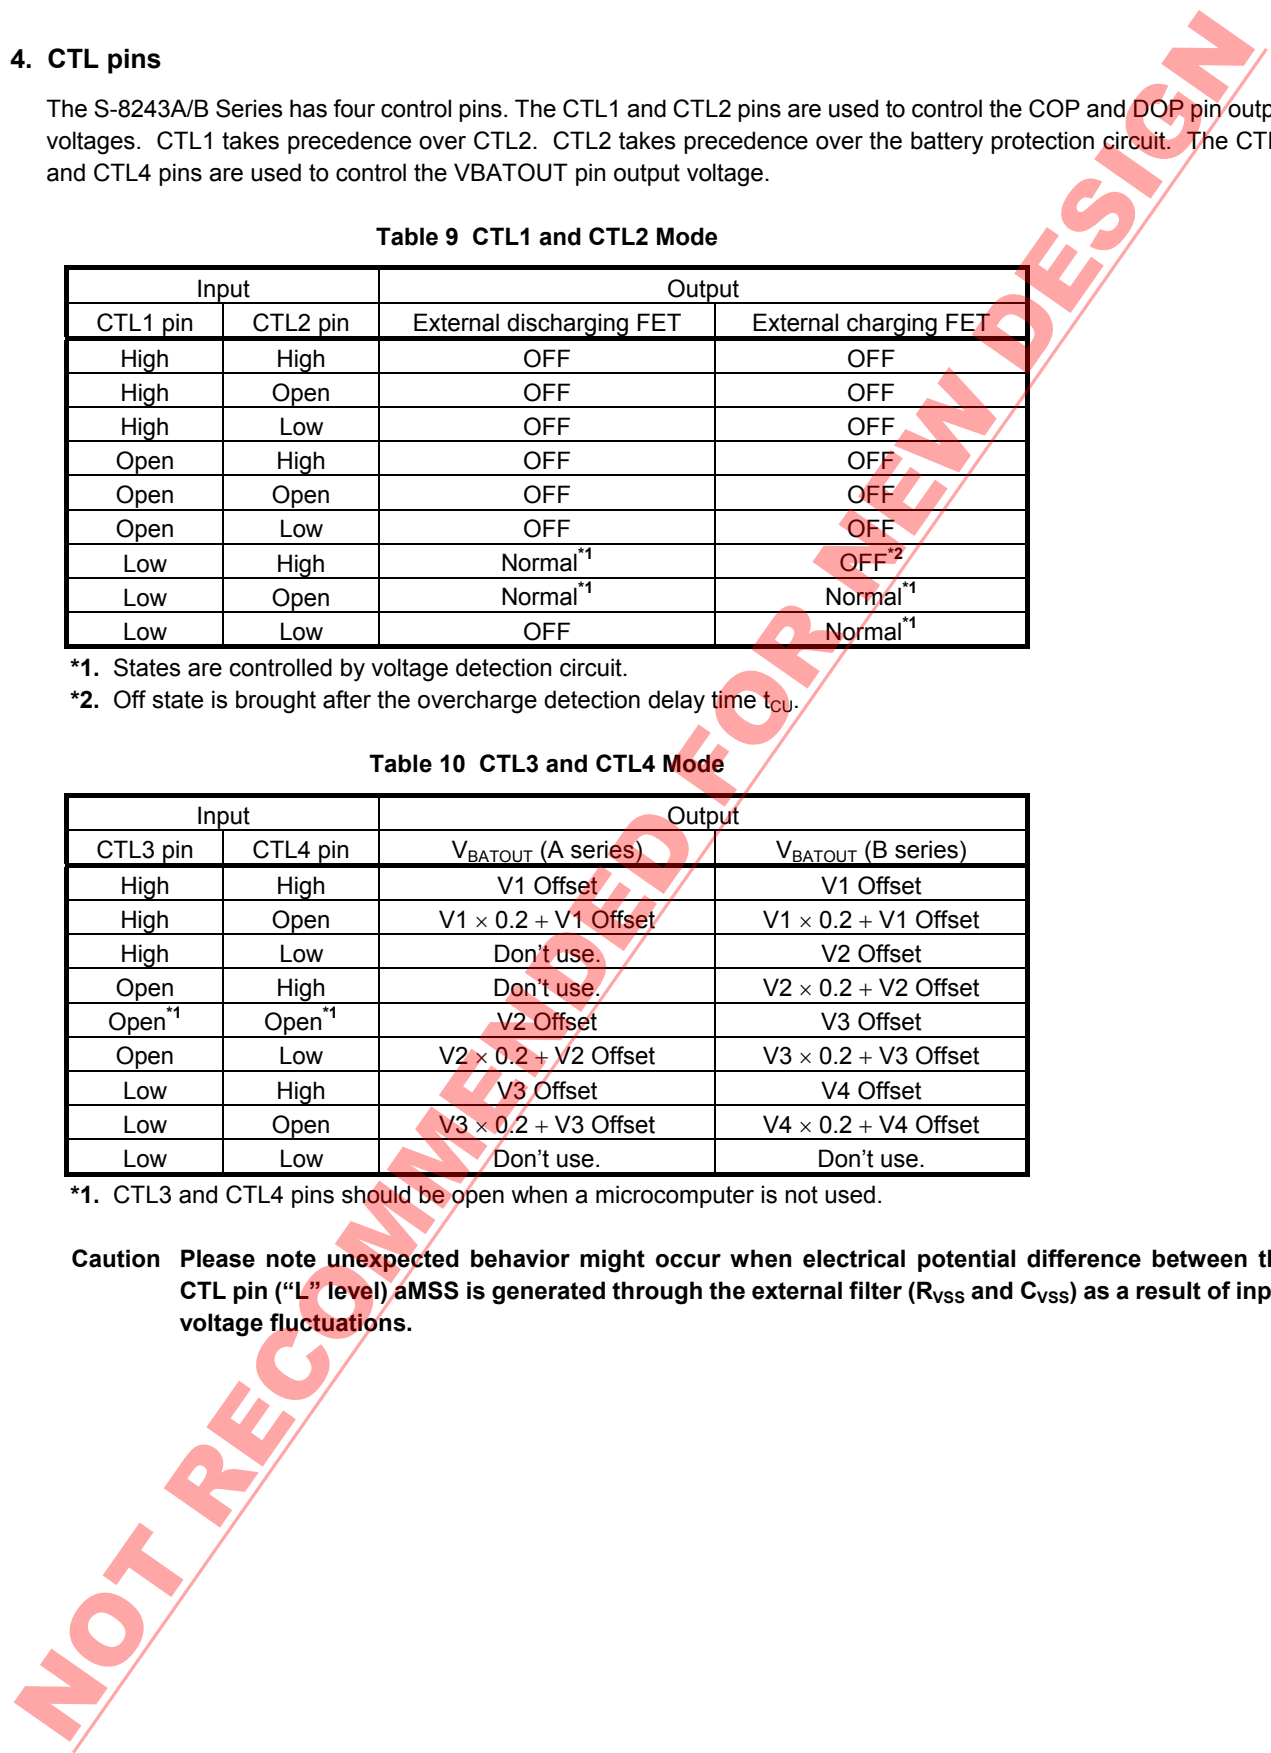 4. CTL pins
The S-8243A/B Series has four control pins. The CTL1 and CTL2 pins are used to control the COP and DOP pin outp
voltages. CTL1 takes precedence over CTL2. CTL2 takes precedence over the battery protection circuit. The CTL
and CTL4 pins are used to control the VBATOUT pin output voltage.
Table 9 CTL1 and CTL2 Mode
Input Output
CTL1 pin CTL2 pin External discharging FET External charging FET
High High OFF OFF
High Open OFF OFF
High Low OFF OFF
Open High OFF OFF
Open Open OFF OFF
Open Low OFF OFF
Low High Normal*1 OFF*2
Low Open Normal*1 Normal*1
Low Low OFF Normal*1
*1. States are controlled by voltage detection circuit.
*2. Off state is brought after the overcharge detection delay time tCU.
Table 10 CTL3 and CTL4 Mode
Input Output
CTL3 pin CTL4 pin VBATOUT (A series) VBATOUT (B series)
High High V1 Offset V1 Offset
High Open V1 × 0.2 + V1 Offset V1 × 0.2 + V1 Offset
High Low Don't use. V2 Offset
Open High Don't use. V2 × 0.2 + V2 Offset
Open*1 Open*1 V2 Offset V3 Offset
Open Low V2 × 0.2 + V2 Offset V3 × 0.2 + V3 Offset
Low High V3 Offset V4 Offset
Low Open V3 × 0.2 + V3 Offset V4 × 0.2 + V4 Offset
Low Low Don't use. Don't use.
*1. CTL3 and CTL4 pins should be open when a microcomputer is not used.
Caution Please note unexpected behavior might occur when electrical potential difference between th
CTL pin ("L" level) aMSS is generated through the external filter (RVSS and CVSS) as a result of inp
voltage fluctuations.
NOT RECOMMENDED FOR NEW DESIGN